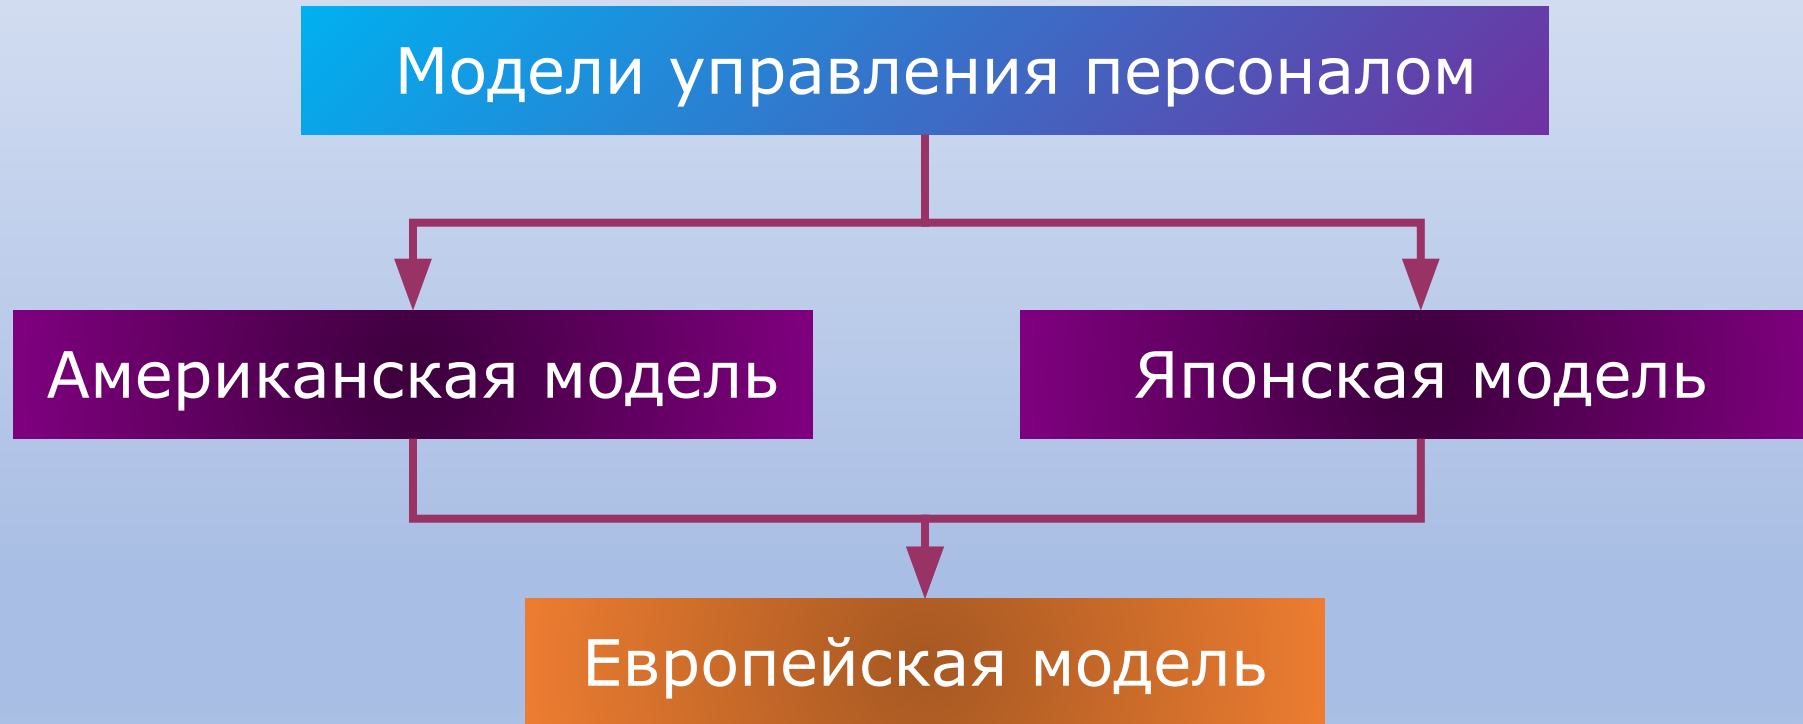 Модели управления персоналом
Американская модель
Японская модель
Европейская модель